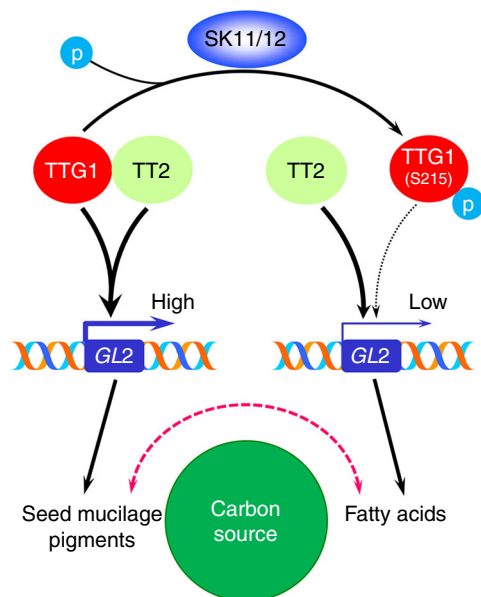 SK11/12
p
TTG1
TT2
TT2
TTG1
(S215)
p
High
Low
GL2
GL2
Seed mucilage
pigments
Carbon
source
Fatty acids